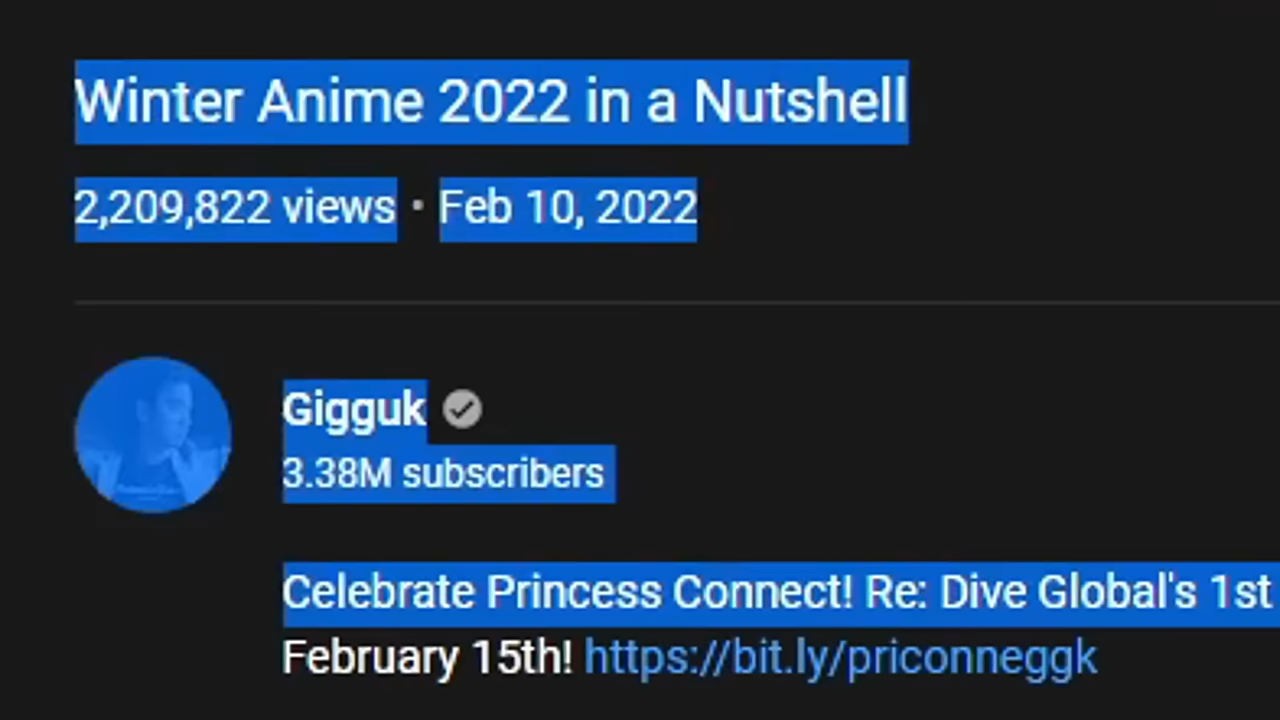 Winter Anime 2022 in a Nutshell
2,209,822 views • Feb 10, 2022
Gigguk
3.38M subscribers
Celebrate Princess Connect! Re: Dive Global's 1st
February 15th! https://bit.ly/priconneggk